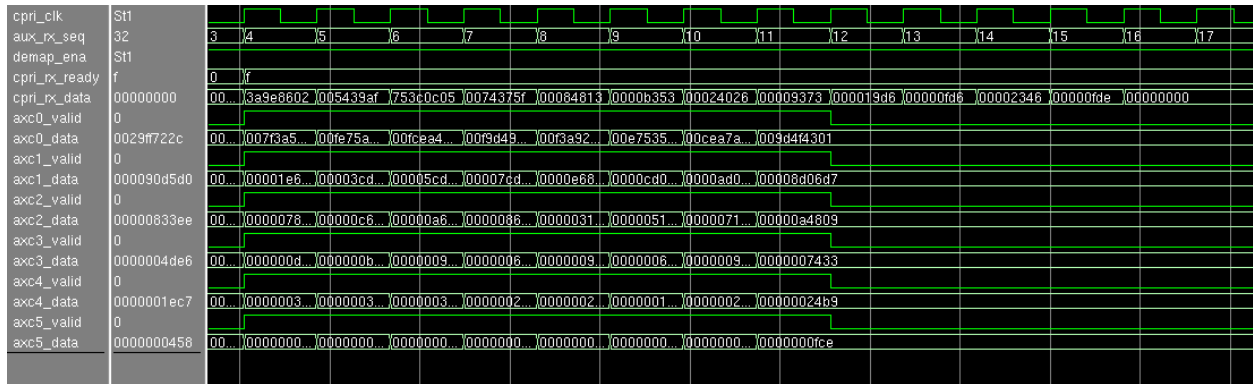 cpri_clk St1
aux_rx_seq 32 3 4 5 6 7 8 9 10 11 12 13 14 15 16 17
demap_ena St1
cpri_rx_ready f 0 f
cpri_rx_data 00000000 00... 3a9e8602 005439af 753c0c05 0074375f 00084813 0000b353 00024026 00009373 000019d6 00000fd6 00002346 00000fde 00000000
axc0_valid 0
axc0_data 0029ff722c 00... 007f3a5... 00fe75a... 00fcea4... 00f9d49... 00f3a92... 00e7535... 00cea7a... 009d4f4301
axc1_valid 0
axc1_data 000090d5d0 00... 00001e6... 00003cd... 00005cd... 00007cd... 0000e68... 0000cd0... 0000ad0... 00008d06d7
axc2_valid 0
axc2_data 00000833ee 00... 0000078... 00000c6... 00000a6... 0000086... 0000031... 0000051... 0000071... 00000a4809
axc3_valid 0
axc3_data 0000004de6 00... 000000d... 000000b... 0000009... 0000006... 0000009... 0000006... 0000009... 0000007433
axc4_valid 0
axc4_data 0000001ec7 00... 0000003... 0000003... 0000003... 0000002... 0000002... 0000001... 0000002... 00000024b9
axc5_valid 0
axc5_data 0000000458 00... 0000000... 0000000... 0000000... 0000000... 0000000... 0000000... 0000000... 0000000fce